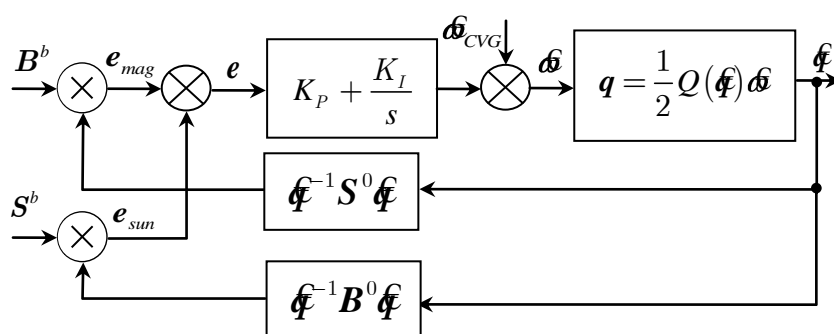 B^b
e_mag
e
K_P + K_I / s
CVG
q = 1/2 Q( )
-1 S^0
S^b
e_sun
-1 B^0